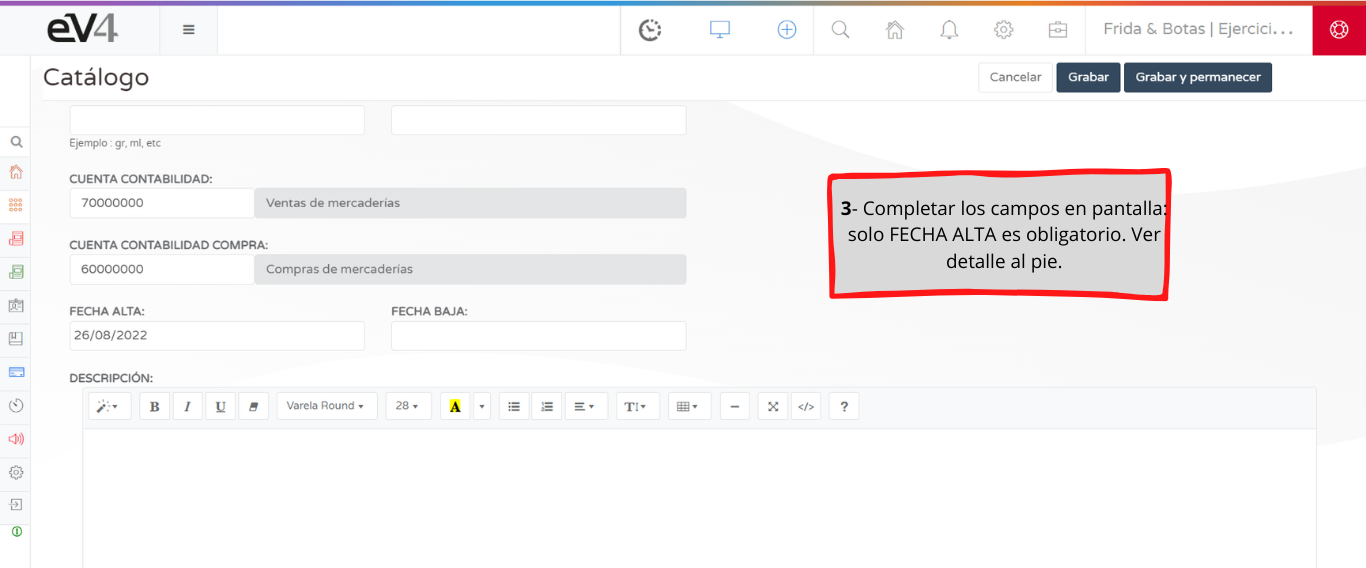 eV4
Frida & Botas | Ejercici...
Catálogo
Cancelar
Grabar
Grabar y permanecer
Ejemplo : gr, ml, etc
CUENTA CONTABILIDAD:
70000000
Ventas de mercaderías
CUENTA CONTABILIDAD COMPRA:
60000000
Compras de mercaderías
FECHA ALTA:
FECHA BAJA:
26/08/2022
3- Completar los campos en pantalla:
solo FECHA ALTA es obligatorio. Ver
detalle al pie.
DESCRIPCIÓN:
B I U Varela Round 28 A TI </> ?